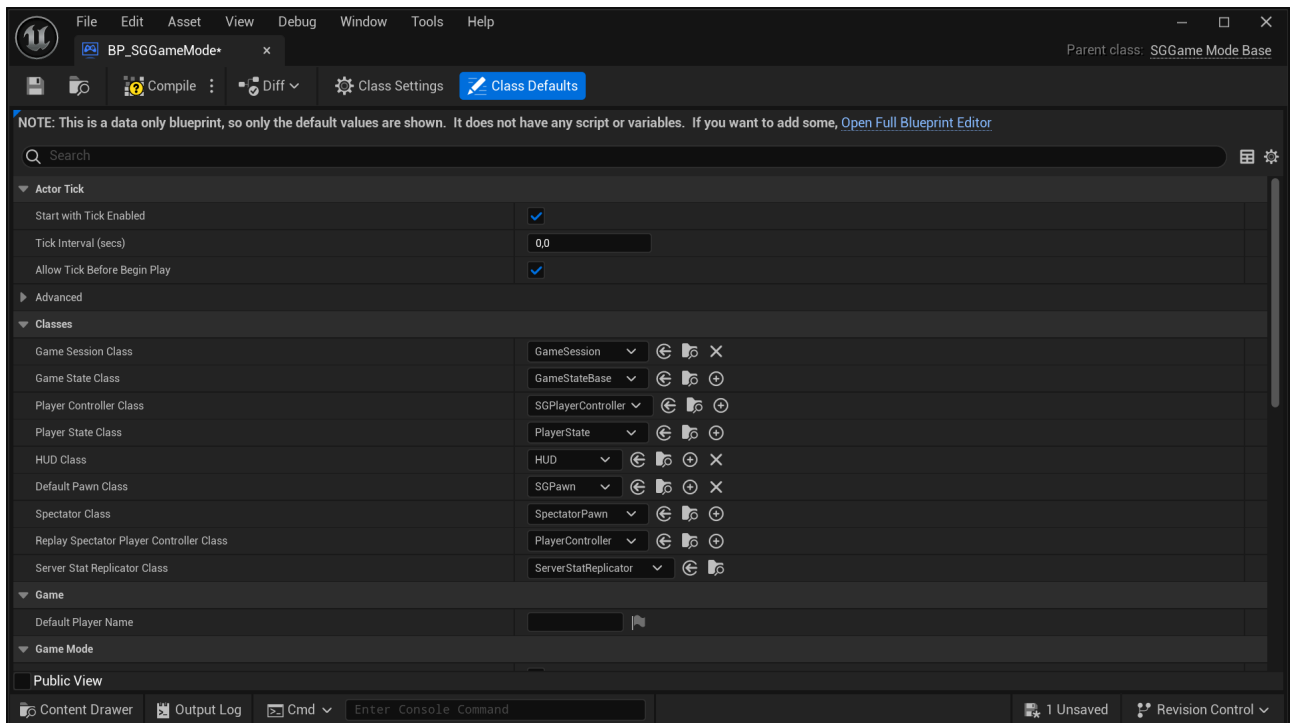 File Edit Asset View Debug Window Tools Help
BP_SGGameMode*
Parent class: SGGame Mode Base
Compile Diff Class Settings Class Defaults
NOTE: This is a data only blueprint, so only the default values are shown. It does not have any script or variables. If you want to add some, Open Full Blueprint Editor
Search
Actor Tick
Start with Tick Enabled
Tick Interval (secs) 0,0
Allow Tick Before Begin Play
Advanced
Classes
Game Session Class GameSession
Game State Class GameStateBase
Player Controller Class SGPlayerController
Player State Class PlayerState
HUD Class HUD
Default Pawn Class SGPawn
Spectator Class SpectatorPawn
Replay Spectator Player Controller Class PlayerController
Server Stat Replicator Class ServerStatReplicator
Game
Default Player Name
Game Mode
Public View
Content Drawer Output Log Cmd Enter Console Command 1 Unsaved Revision Control